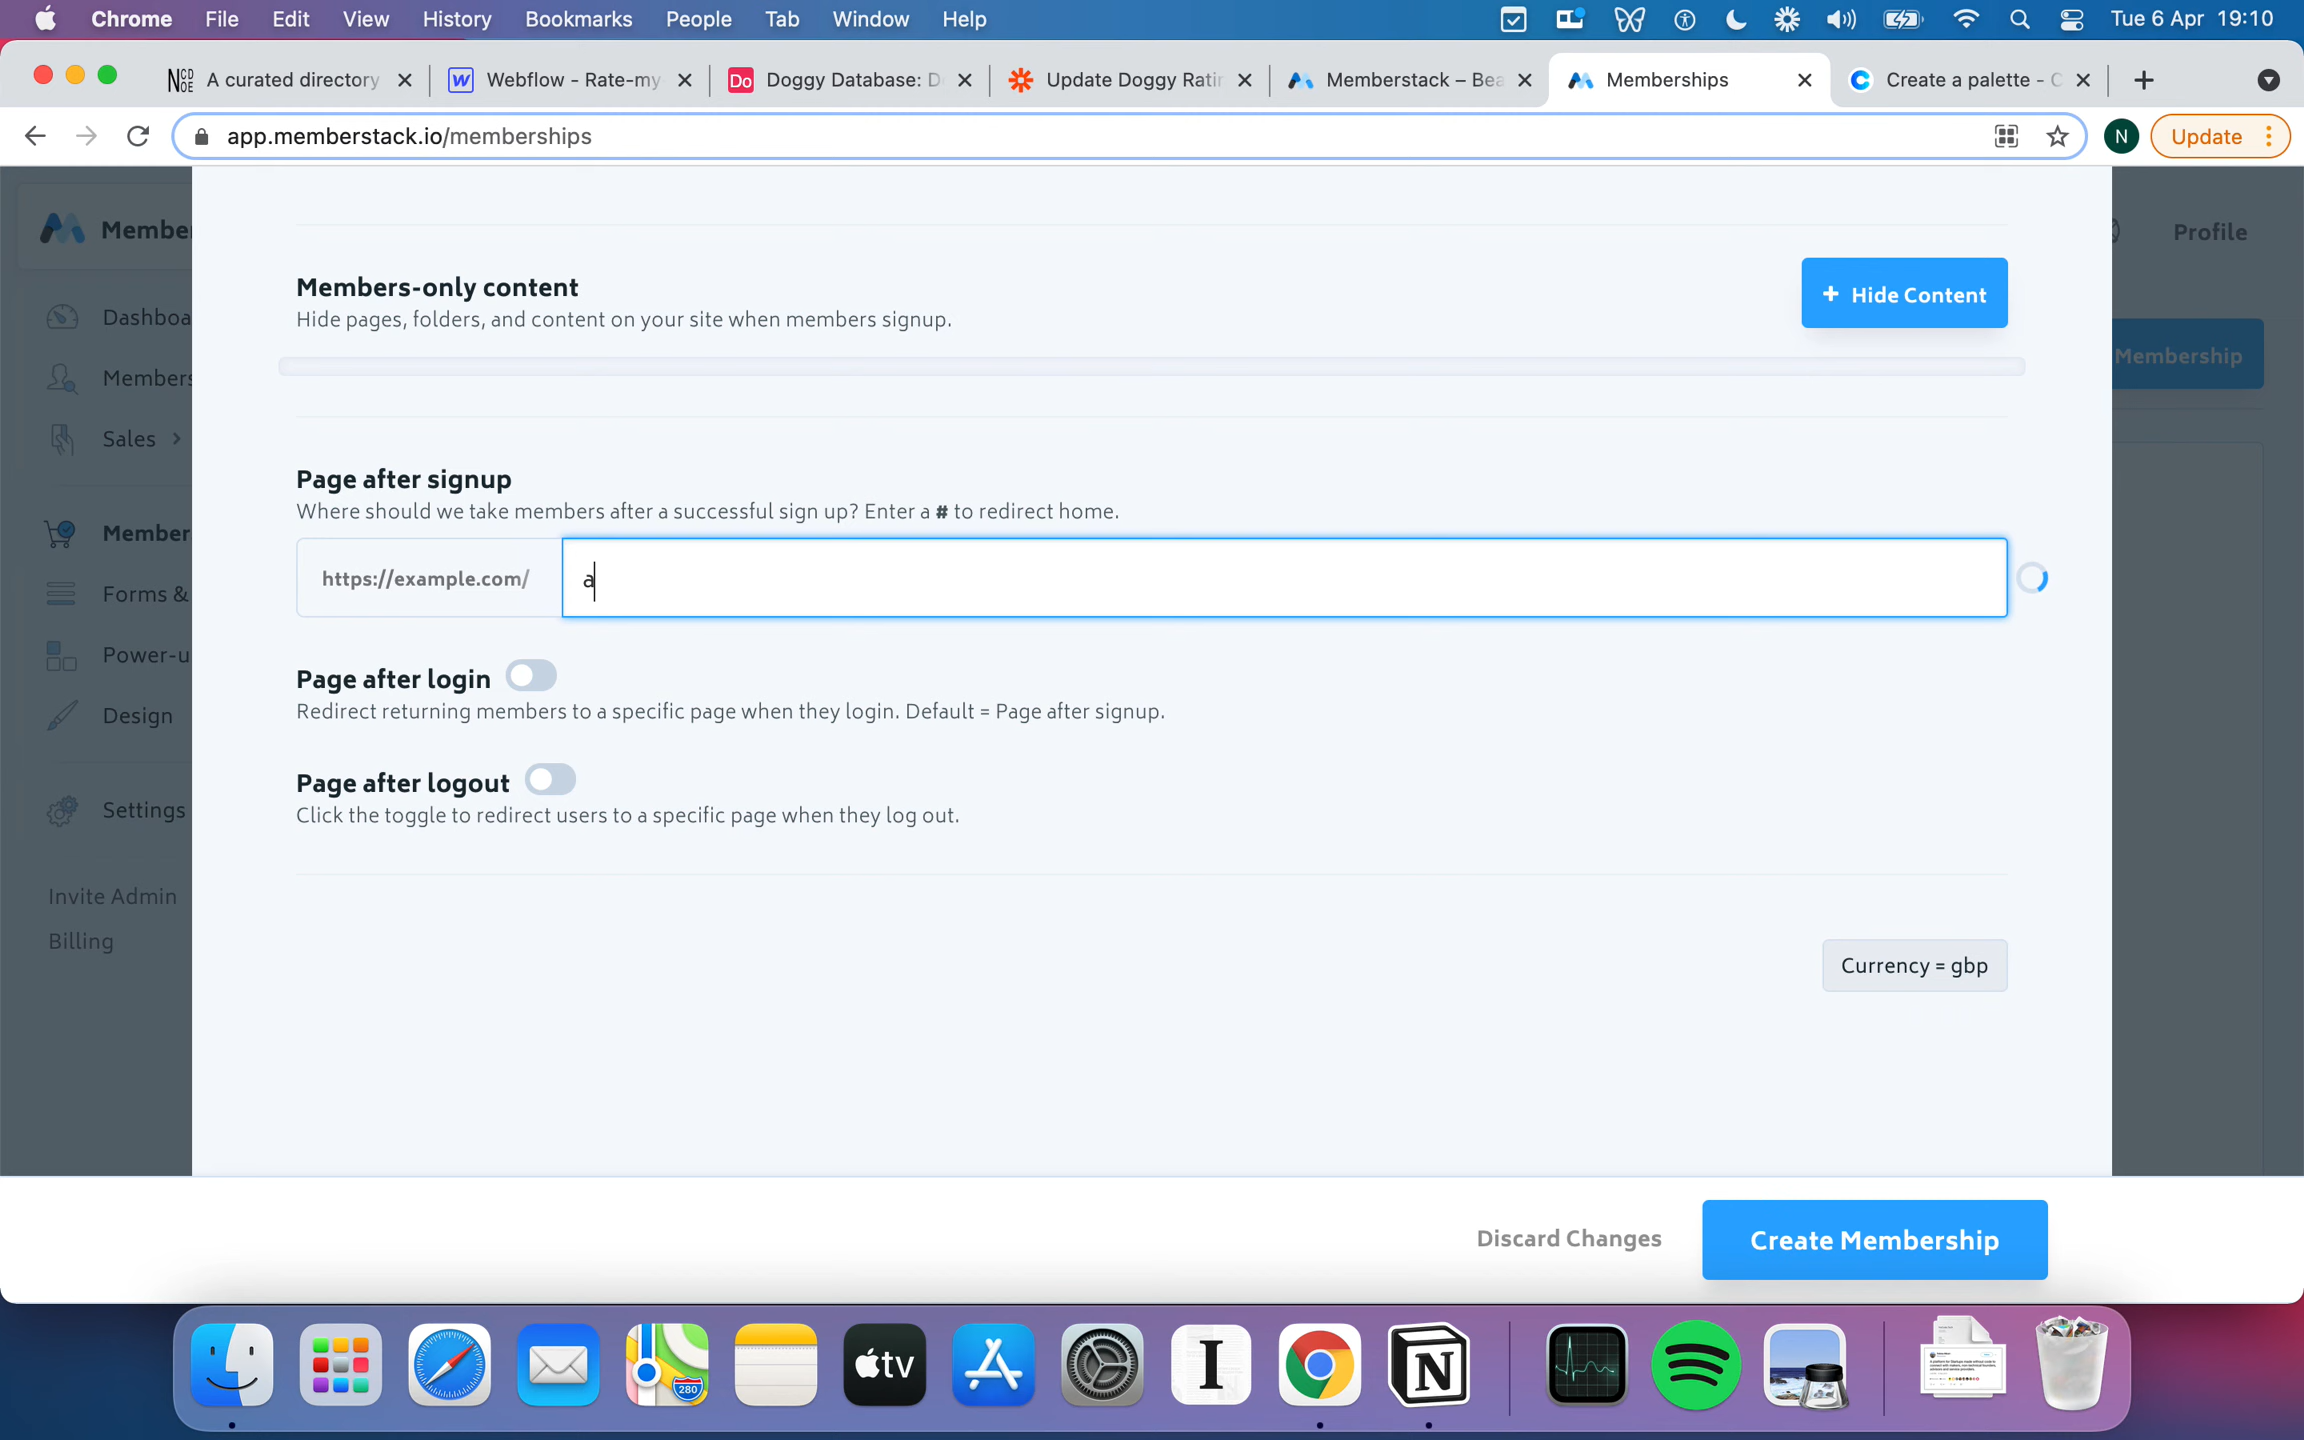 Chrome File Edit View History Bookmarks People Tab Window Help Tue 6 Apr 19:10
A curated directory Webflow - Rate-my Doggy Database: D Update Doggy Ratin Memberstack – Bea Memberships Create a palette - C
app.memberstack.io/memberships N Update
Member Profile
Members-only content
Hide pages, folders, and content on your site when members signup.
+ Hide Content
Dashboa
Membership
Members
Sales
Page after signup
Where should we take members after a successful sign up? Enter a # to redirect home.
Member
https://example.com/ a
Forms &
Power-u
Page after login
Redirect returning members to a specific page when they login. Default = Page after signup.
Design
Page after logout
Click the toggle to redirect users to a specific page when they log out.
Settings
Invite Admin
Billing
Currency = gbp
Discard Changes Create Membership
280 tv I N